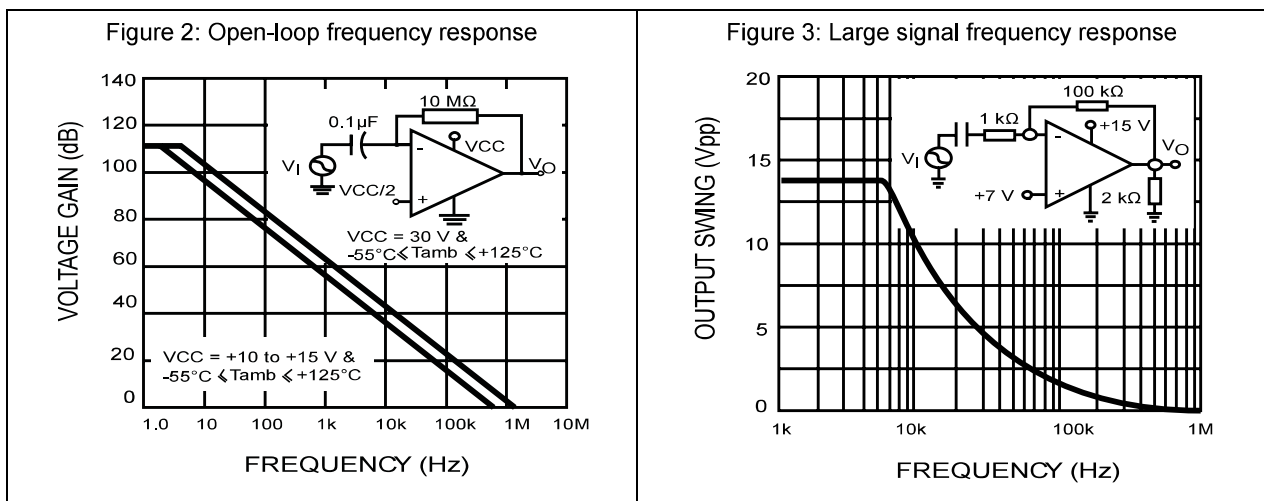 Figure 2: Open-loop frequency response
VOLTAGE GAIN (dB)
140
120
100
80
60
40
20
0
10 MΩ
0.1µF
VI
VCC
VO
VCC/2
-
+
VCC = 30 V &
-55°C ≤ Tamb ≤ +125°C
VCC = +10 to +15 V &
-55°C ≤ Tamb ≤ +125°C
1.0 10 100 1k 10k 100k 1M 10M
FREQUENCY (Hz)
Figure 3: Large signal frequency response
OUTPUT SWING (Vpp)
20
15
10
5
0
100 kΩ
1 kΩ
+15 V
VI
VO
-
+
+7 V
2 kΩ
1k 10k 100k 1M
FREQUENCY (Hz)